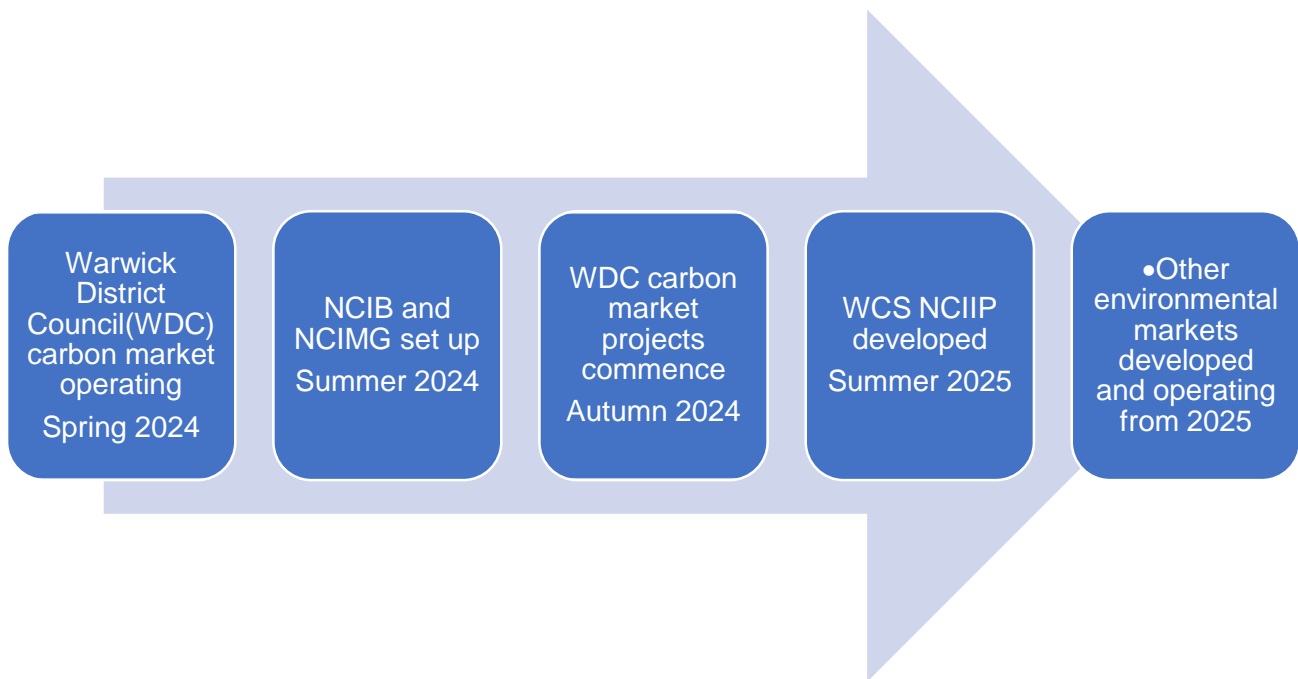 Warwick
District
Council(WDC)
carbon market
operating
Spring 2024
NCIB and
NCIMG set up
Summer 2024
WDC carbon
market
projects
commence
Autumn 2024
WCS NCIIP
developed
Summer 2025
•Other
environmental
markets
developed
and operating
from 2025